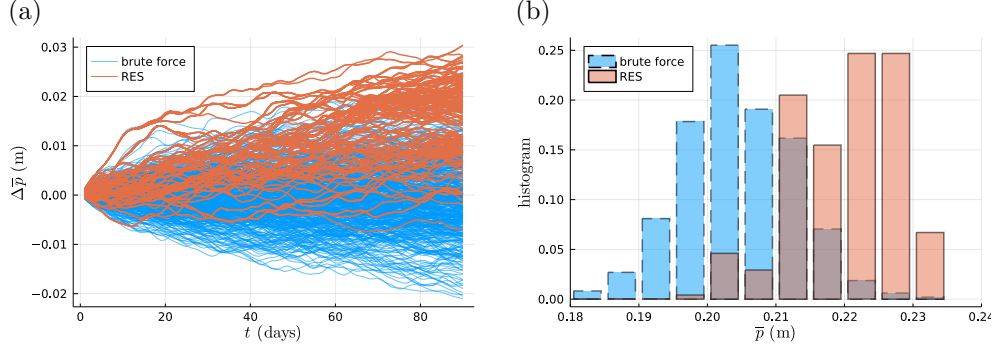 (a)
(b)
0.03
0.02
0.01
0.00
−0.01
−0.02
Δp̅ (m)
brute force
RES
0
20
40
60
80
t (days)
0.25
0.20
0.15
0.10
0.05
0.00
histogram
brute force
RES
0.18
0.19
0.20
0.21
0.22
0.23
0.24
p̅ (m)